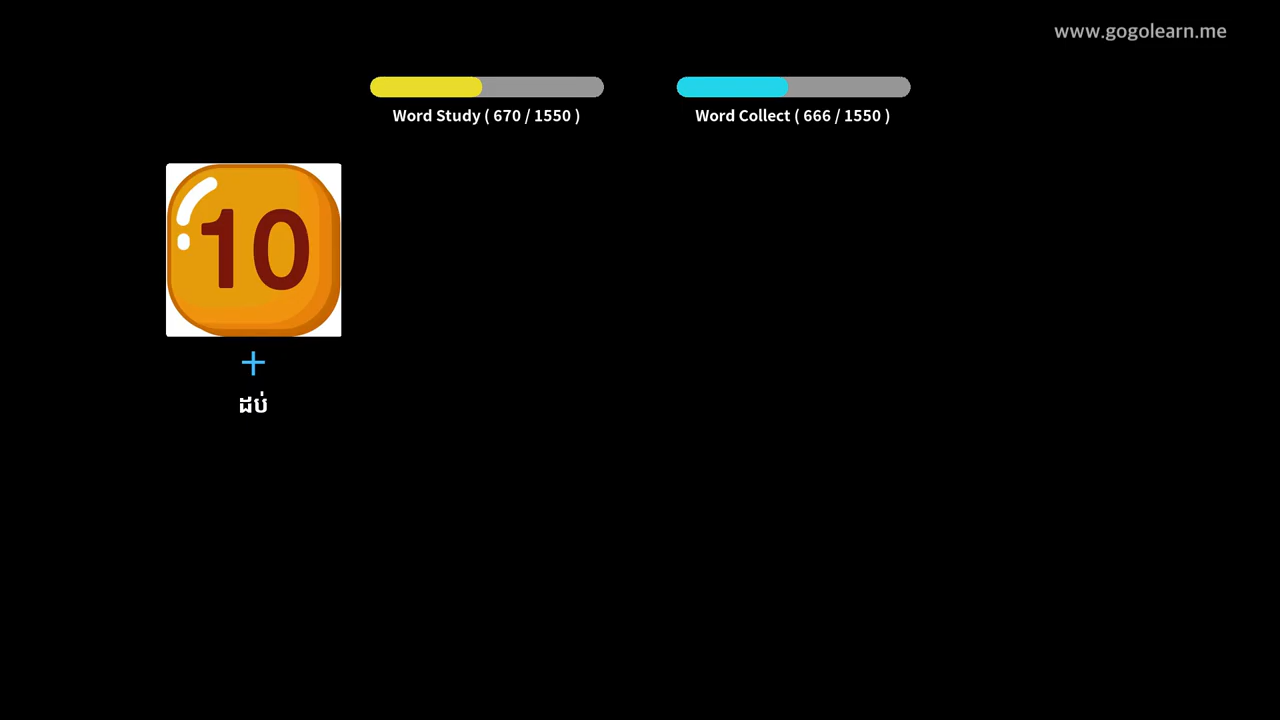 www.gogolearn.me
Word Study ( 670 / 1550 )
Word Collect ( 666 / 1550 )
10
+
ដប់